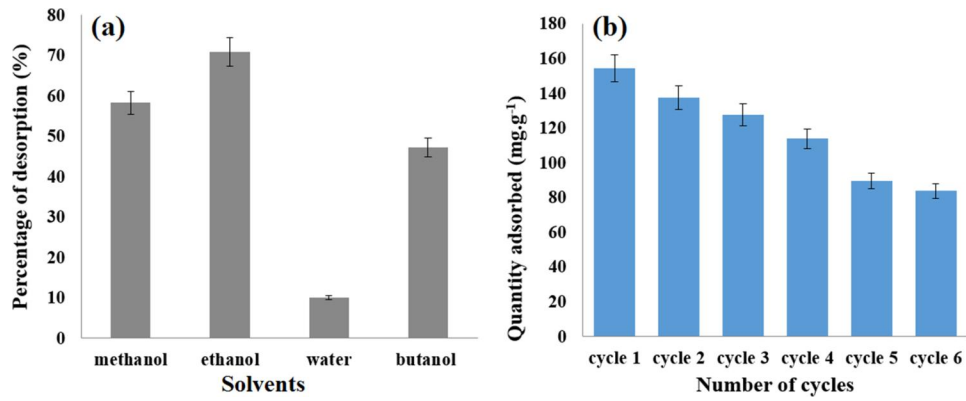 (a)
Percentage of desorption (%)
80
70
60
50
40
30
20
10
0
methanol ethanol water butanol
Solvents
(b)
Quantity adsorbed (mg.g⁻¹)
180
160
140
120
100
80
60
40
20
0
cycle 1 cycle 2 cycle 3 cycle 4 cycle 5 cycle 6
Number of cycles